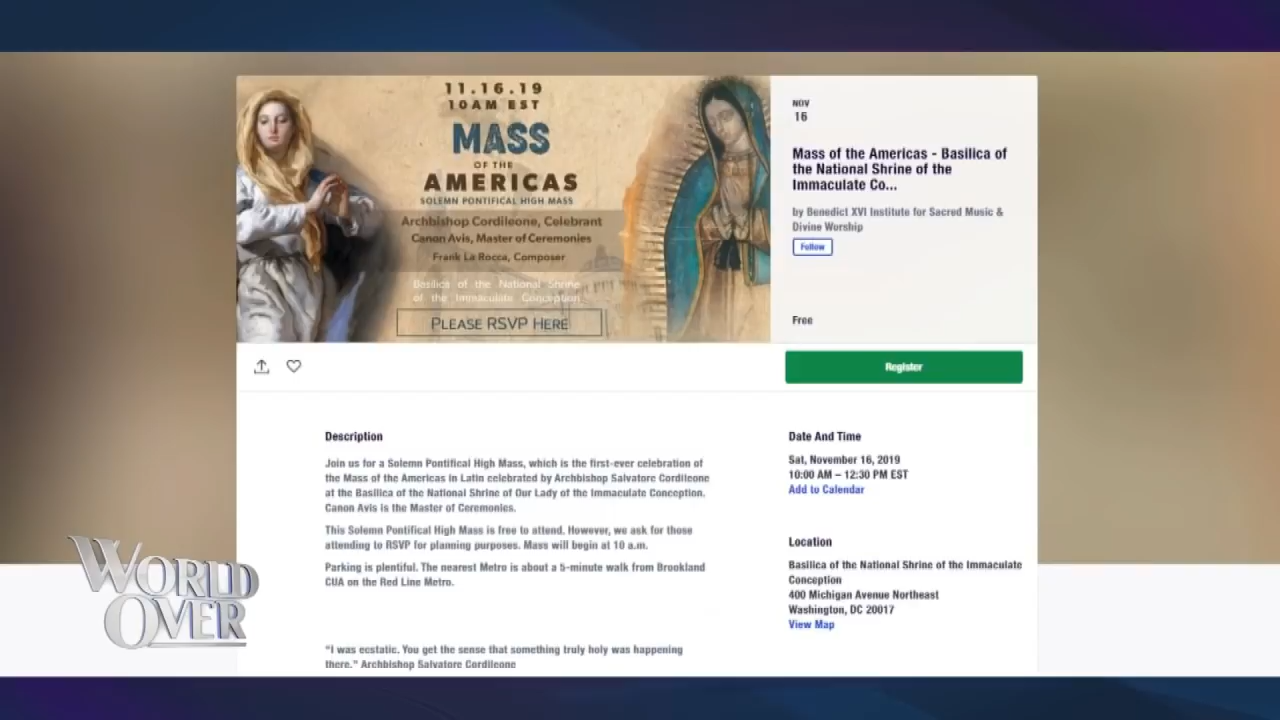 11.16.19
10AM EST
MASS
OF THE
AMERICAS
SOLEMN PONTIFICAL HIGH MASS
Archbishop Cordileone, Celebrant
Canon Avis, Master of Ceremonies
Frank La Rocca, Composer
Basilica of the National Shrine
of the Immaculate Conception
PLEASE RSVP HERE
NOV
16
Mass of the Americas - Basilica of
the National Shrine of the
Immaculate Co...
by Benedict XVI Institute for Sacred Music &
Divine Worship
Follow
Free
Register
Description
Join us for a Solemn Pontifical High Mass, which is the first-ever celebration of
the Mass of the Americas in Latin celebrated by Archbishop Salvatore Cordileone
at the Basilica of the National Shrine of Our Lady of the Immaculate Conception.
Canon Avis is the Master of Ceremonies.
This Solemn Pontifical High Mass is free to attend. However, we ask for those
attending to RSVP for planning purposes. Mass will begin at 10 a.m.
Parking is plentiful. The nearest Metro is about a 5-minute walk from Brookland
CUA on the Red Line Metro.
"I was ecstatic. You get the sense that something truly holy was happening
there." Archbishop Salvatore Cordileone
Date And Time
Sat, November 16, 2019
10:00 AM – 12:30 PM EST
Add to Calendar
Location
Basilica of the National Shrine of the Immaculate
Conception
400 Michigan Avenue Northeast
Washington, DC 20017
View Map
WORLD
OVER